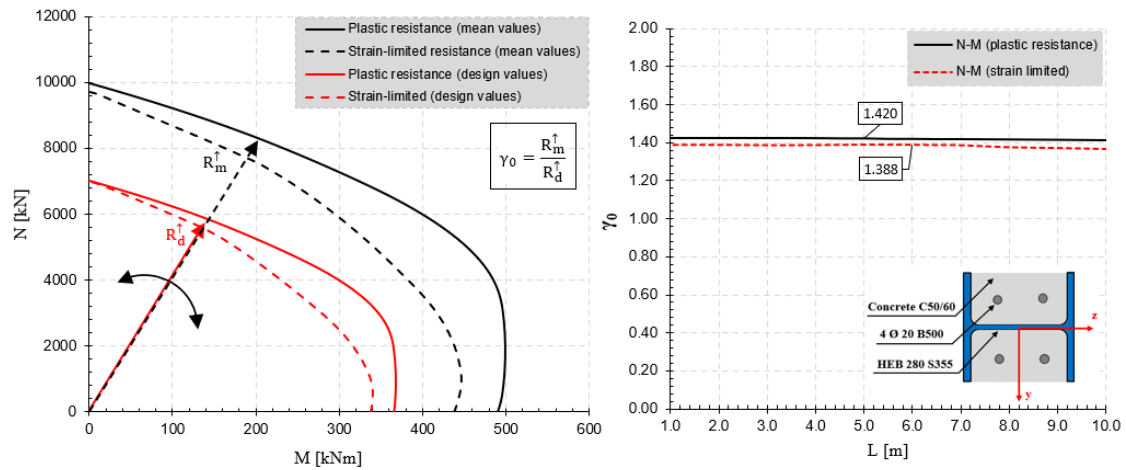 12000
10000
8000
6000
4000
2000
0
N [kN]
Plastic resistance (mean values)
Strain-limited resistance (mean values)
Plastic resistance (design values)
Strain-limited (design values)
γ₀ = R↑m / R↑d
R↑m
R↑d
0 100 200 300 400 500 600
M [kNm]
2.00
1.80
1.60
1.40
1.20
1.00
0.80
0.60
0.40
0.20
0.00
γ₀
N-M (plastic resistance)
N-M (strain limited)
1.420
1.388
Concrete C50/60
4 Ø 20 B500
HEB 280 S355
z
y
1.0 2.0 3.0 4.0 5.0 6.0 7.0 8.0 9.0 10.0
L [m]